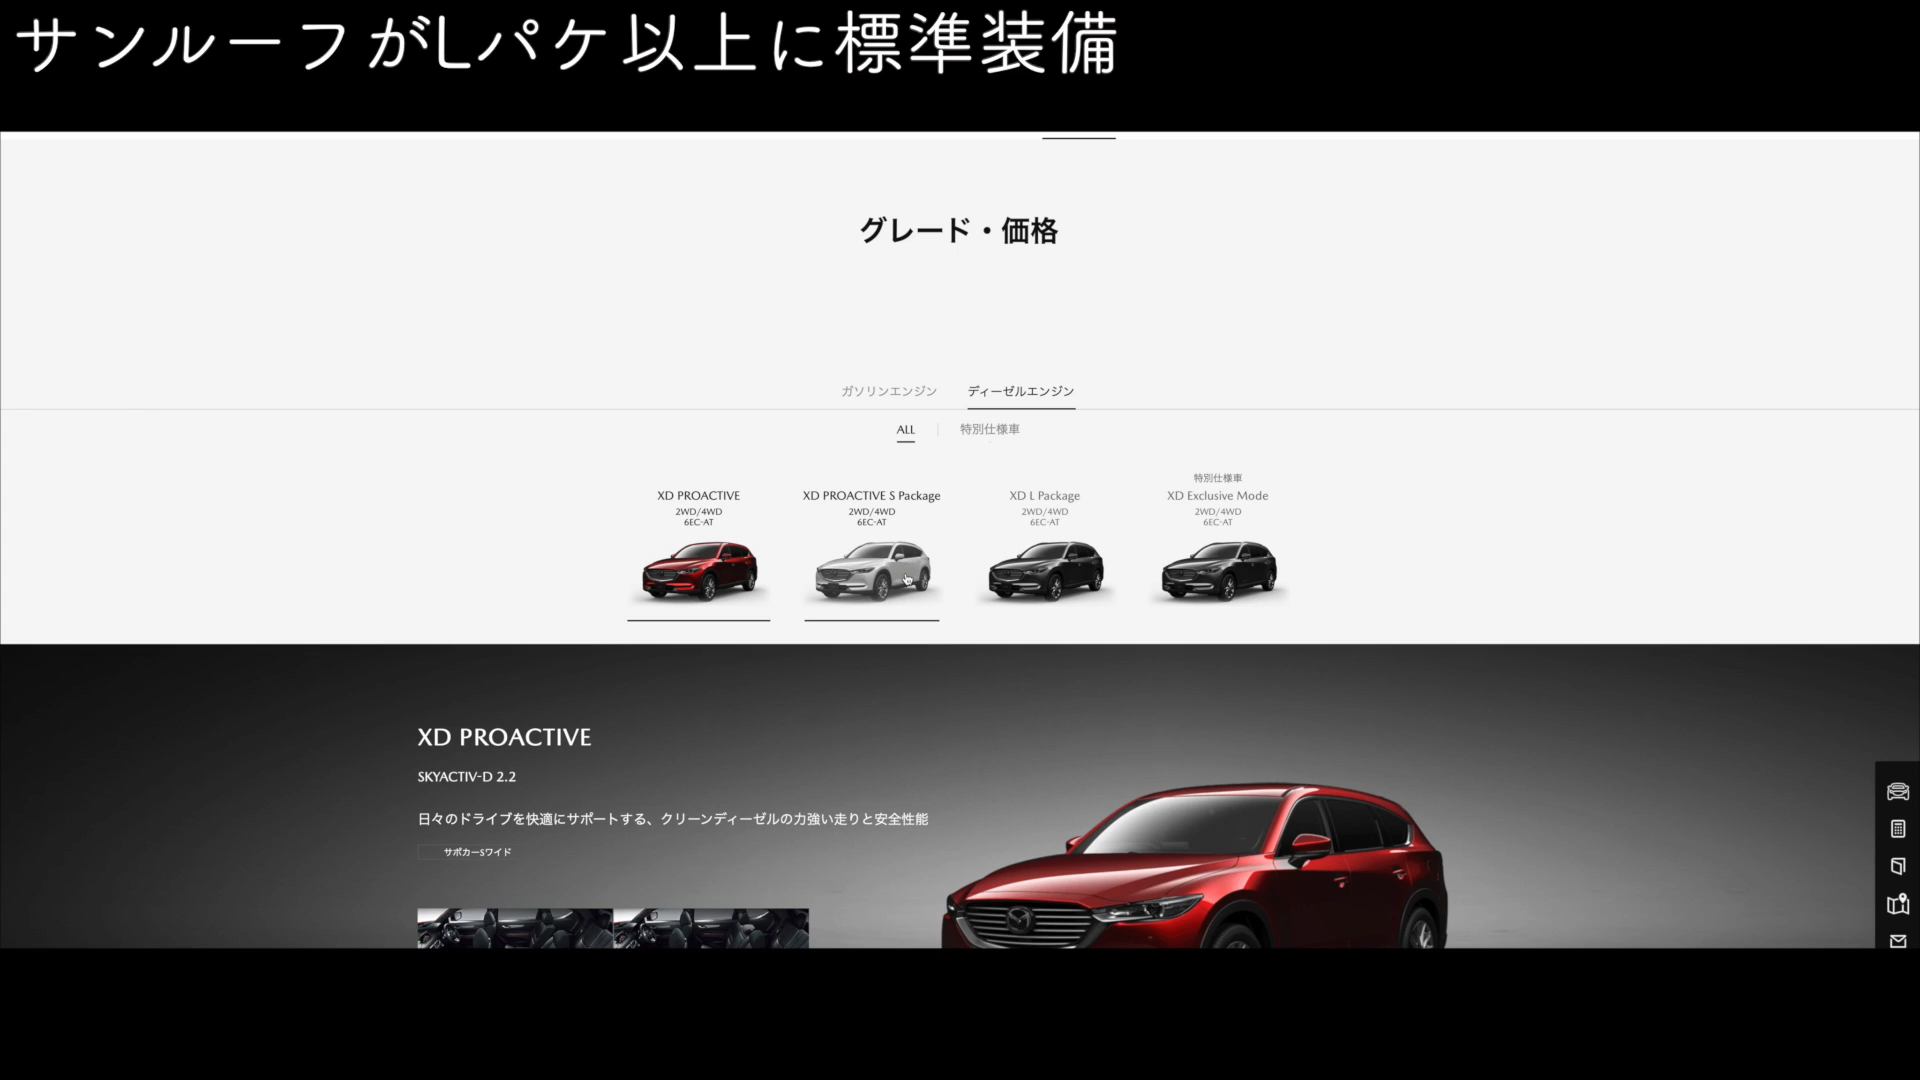 サンルーフがLパケ以上に標準装備
グレード・価格
ガソリンエンジン ディーゼルエンジン
ALL 特別仕様車
XD PROACTIVE
2WD/4WD
6EC-AT
XD PROACTIVE S Package
2WD/4WD
6EC-AT
XD L Package
2WD/4WD
6EC-AT
特別仕様車
XD Exclusive Mode
2WD/4WD
6EC-AT
XD PROACTIVE
SKYACTIV-D 2.2
日々のドライブを快適にサポートする、クリーンディーゼルの力強い走りと安全性能
サポカーSワイド